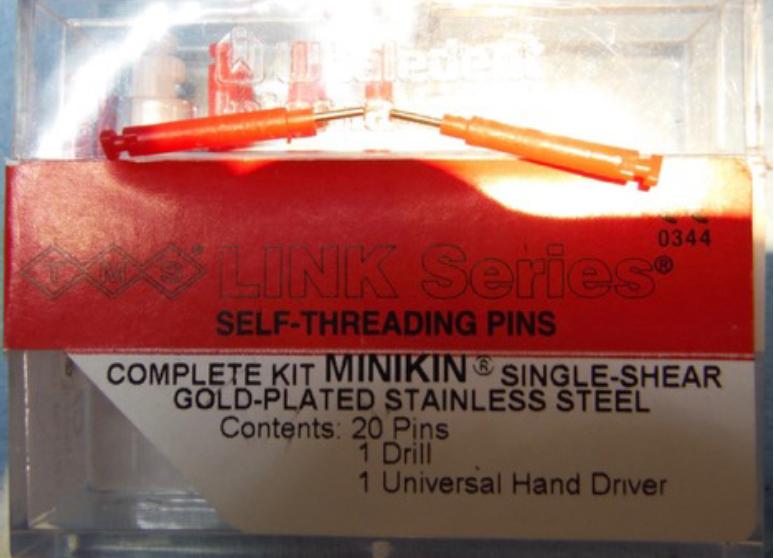 Whaledent
0344
TMS® LINK Series®
SELF-THREADING PINS
COMPLETE KIT MINIKIN® SINGLE-SHEAR
GOLD-PLATED STAINLESS STEEL
Contents: 20 Pins
1 Drill
1 Universal Hand Driver